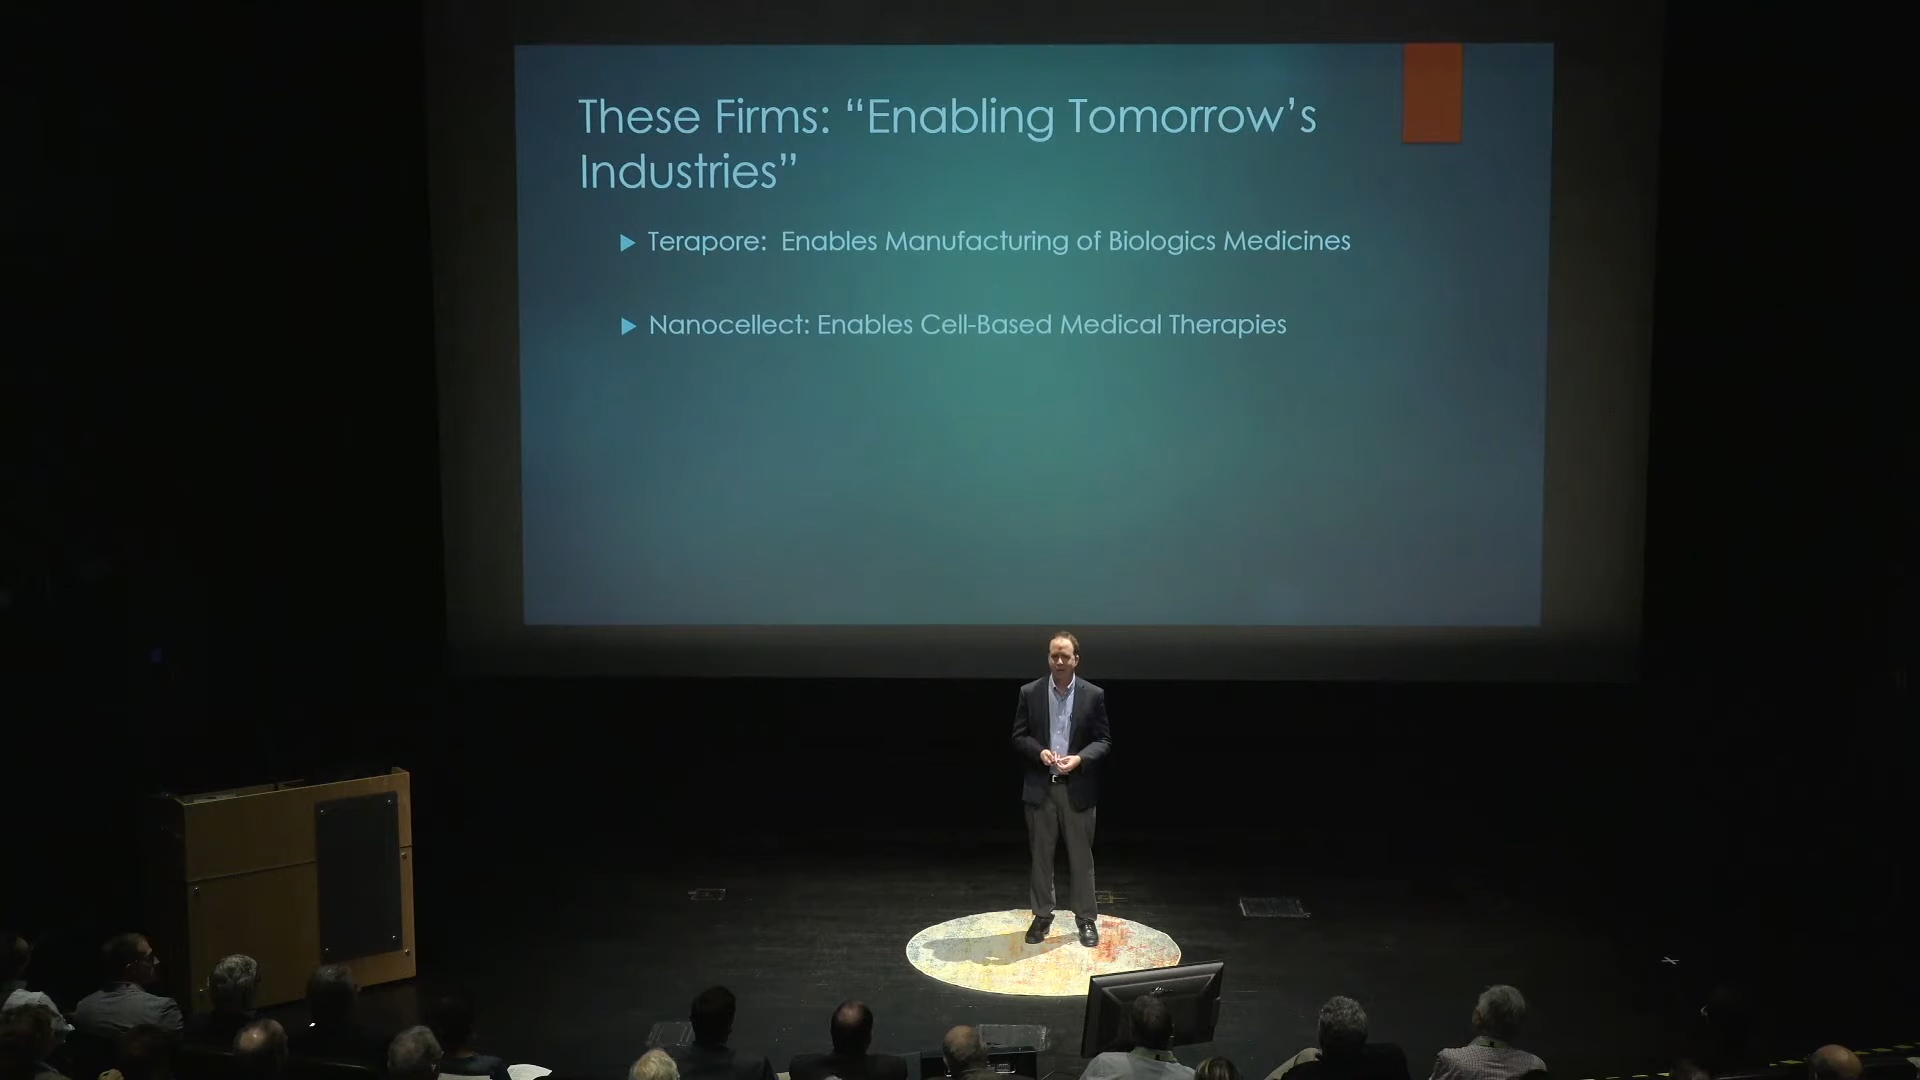 These Firms: “Enabling Tomorrow’s
Industries”
Terapore: Enables Manufacturing of Biologics Medicines
Nanocellect: Enables Cell-Based Medical Therapies